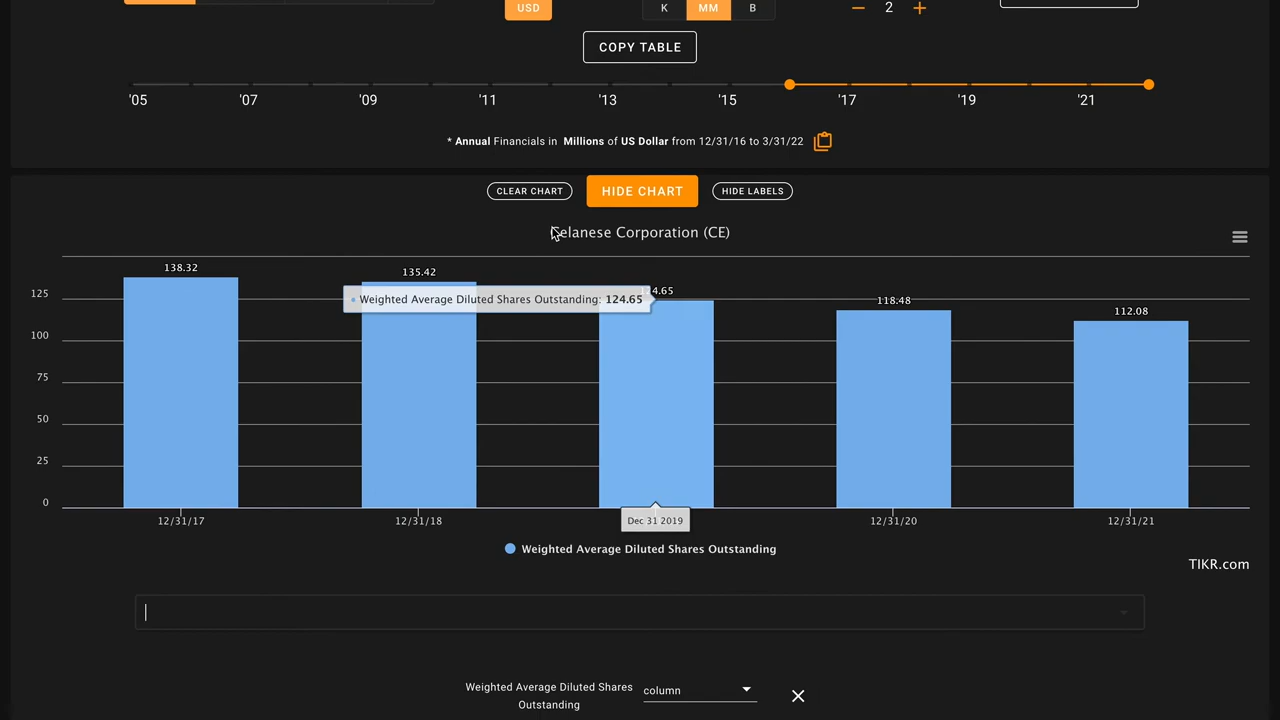 USD
K MM B
2
COPY TABLE
'05 '07 '09 '11 '13 '15 '17 '19 '21
* Annual Financials in Millions of US Dollar from 12/31/16 to 3/31/22
CLEAR CHART HIDE CHART HIDE LABELS
Celanese Corporation (CE)
138.32
135.42
Weighted Average Diluted Shares Outstanding: 124.65
124.65
118.48
112.08
125
100
75
50
25
0
12/31/17 12/31/18 Dec 31 2019 12/31/20 12/31/21
Weighted Average Diluted Shares Outstanding
TIKR.com
Weighted Average Diluted Shares
Outstanding
column